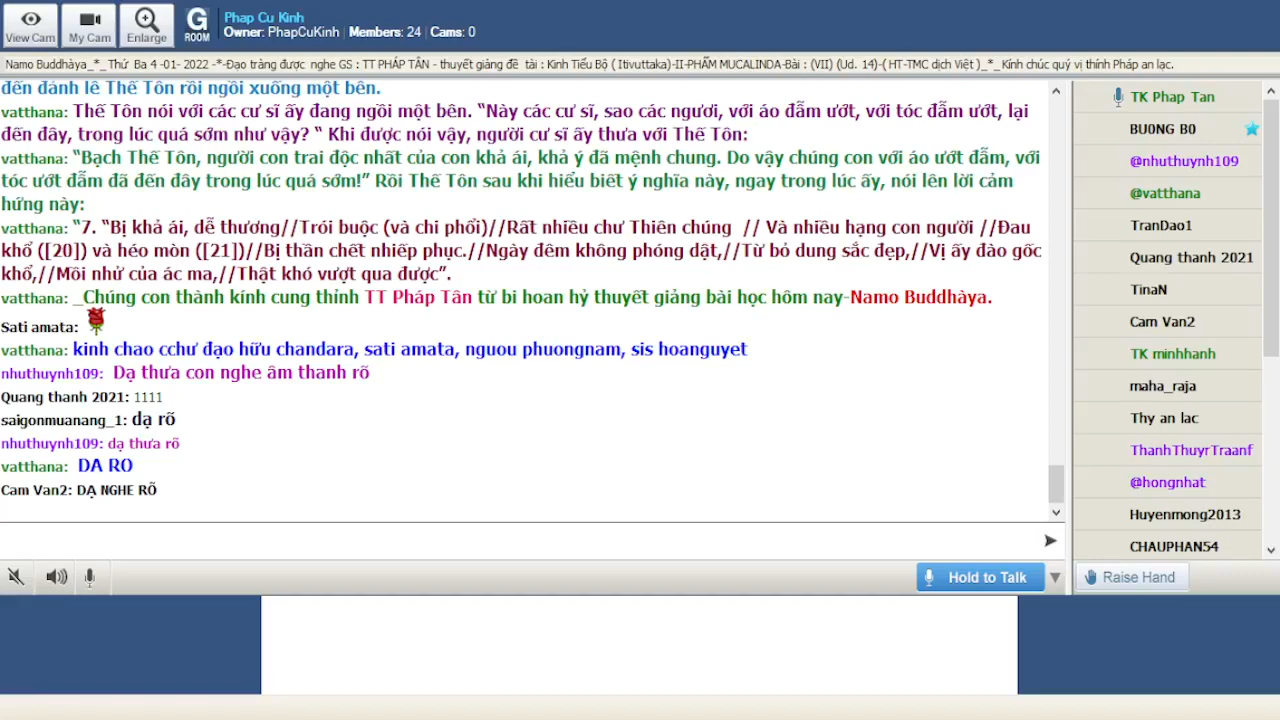 View Cam
My Cam
Enlarge
G
ROOM
Phap Cu Kinh
Owner: PhapCuKinh | Members: 24 | Cams: 0
Namo Buddhàya_*_Thứ Ba 4 -01- 2022 -*-Đạo tràng được nghe GS : TT PHÁP TÂN - thuyết giảng đề tài : Kinh Tiểu Bộ ( Itivuttaka)-II-PHẨM MUCALINDA-Bài : (VII) (Ud. 14)-( HT-TMC dịch Việt )_*_Kính chúc quý vị thính Pháp an lạc.
đến đảnh lễ Thế Tôn rồi ngồi xuống một bên.
vatthana: Thế Tôn nói với các cư sĩ ấy đang ngồi một bên. “Này các cư sĩ, sao các ngươi, với áo đẫm ướt, với tóc đẫm ướt, lại
đến đây, trong lúc quá sớm như vậy? “ Khi được nói vậy, người cư sĩ ấy thưa với Thế Tôn:
vatthana: “Bạch Thế Tôn, người con trai độc nhất của con khả ái, khả ý đã mệnh chung. Do vậy chúng con với áo ướt đẫm, với
tóc ướt đẫm đã đến đây trong lúc quá sớm!” Rồi Thế Tôn sau khi hiểu biết ý nghĩa này, ngay trong lúc ấy, nói lên lời cảm
hứng này:
vatthana: “7. “Bị khả ái, dễ thương//Trói buộc (và chi phổi)//Rất nhiều chư Thiên chúng // Và nhiều hạng con người //Đau
khổ ([20]) và héo mòn ([21])//Bị thần chết nhiếp phục.//Ngày đêm không phóng dật,//Từ bỏ dung sắc đẹp,//Vị ấy đào gốc
khổ,//Mồi nhử của ác ma,//Thật khó vượt qua được”.
vatthana: _Chúng con thành kính cung thỉnh TT Pháp Tân từ bi hoan hỷ thuyết giảng bài học hôm nay-Namo Buddhàya.
Sati amata:
vatthana: kinh chao cchư đạo hữu chandara, sati amata, nguou phuongnam, sis hoanguyet
nhuthuynh109: Dạ thưa con nghe âm thanh rõ
Quang thanh 2021: 1111
saigonmuanang_1: dạ rõ
nhuthuynh109: dạ thưa rõ
vatthana: DA RO
Cam Van2: DẠ NGHE RÕ
Hold to Talk
TK Phap Tan
BU0NG B0
@nhuthuynh109
@vatthana
TranDao1
Quang thanh 2021
TinaN
Cam Van2
TK minhhanh
maha_raja
Thy an lac
ThanhThuyrTraanf
@hongnhat
Huyenmong2013
CHAUPHAN54
Raise Hand